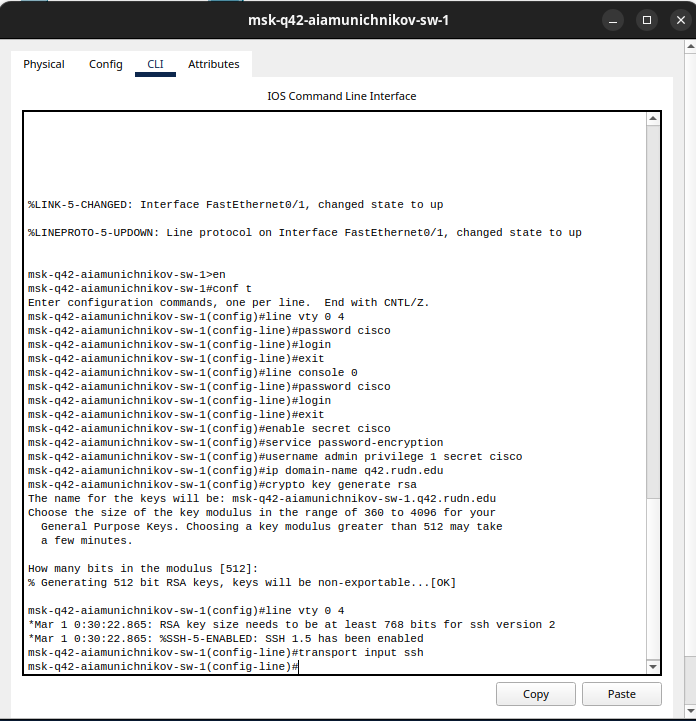 msk-q42-aiamunichnikov-sw-1
Physical Config CLI Attributes
IOS Command Line Interface
%LINK-5-CHANGED: Interface FastEthernet0/1, changed state to up
%LINEPROTO-5-UPDOWN: Line protocol on Interface FastEthernet0/1, changed state to up
msk-q42-aiamunichnikov-sw-1>en
msk-q42-aiamunichnikov-sw-1#conf t
Enter configuration commands, one per line.  End with CNTL/Z.
msk-q42-aiamunichnikov-sw-1(config)#line vty 0 4
msk-q42-aiamunichnikov-sw-1(config-line)#password cisco
msk-q42-aiamunichnikov-sw-1(config-line)#login
msk-q42-aiamunichnikov-sw-1(config-line)#exit
msk-q42-aiamunichnikov-sw-1(config)#line console 0
msk-q42-aiamunichnikov-sw-1(config-line)#password cisco
msk-q42-aiamunichnikov-sw-1(config-line)#login
msk-q42-aiamunichnikov-sw-1(config-line)#exit
msk-q42-aiamunichnikov-sw-1(config)#enable secret cisco
msk-q42-aiamunichnikov-sw-1(config)#service password-encryption
msk-q42-aiamunichnikov-sw-1(config)#username admin privilege 1 secret cisco
msk-q42-aiamunichnikov-sw-1(config)#ip domain-name q42.rudn.edu
msk-q42-aiamunichnikov-sw-1(config)#crypto key generate rsa
The name for the keys will be: msk-q42-aiamunichnikov-sw-1.q42.rudn.edu
Choose the size of the key modulus in the range of 360 to 4096 for your
  General Purpose Keys. Choosing a key modulus greater than 512 may take
  a few minutes.
How many bits in the modulus [512]:
% Generating 512 bit RSA keys, keys will be non-exportable...[OK]
msk-q42-aiamunichnikov-sw-1(config)#line vty 0 4
*Mar 1 0:30:22.865: RSA key size needs to be at least 768 bits for ssh version 2
*Mar 1 0:30:22.865: %SSH-5-ENABLED: SSH 1.5 has been enabled
msk-q42-aiamunichnikov-sw-1(config-line)#transport input ssh
msk-q42-aiamunichnikov-sw-1(config-line)#
Copy Paste